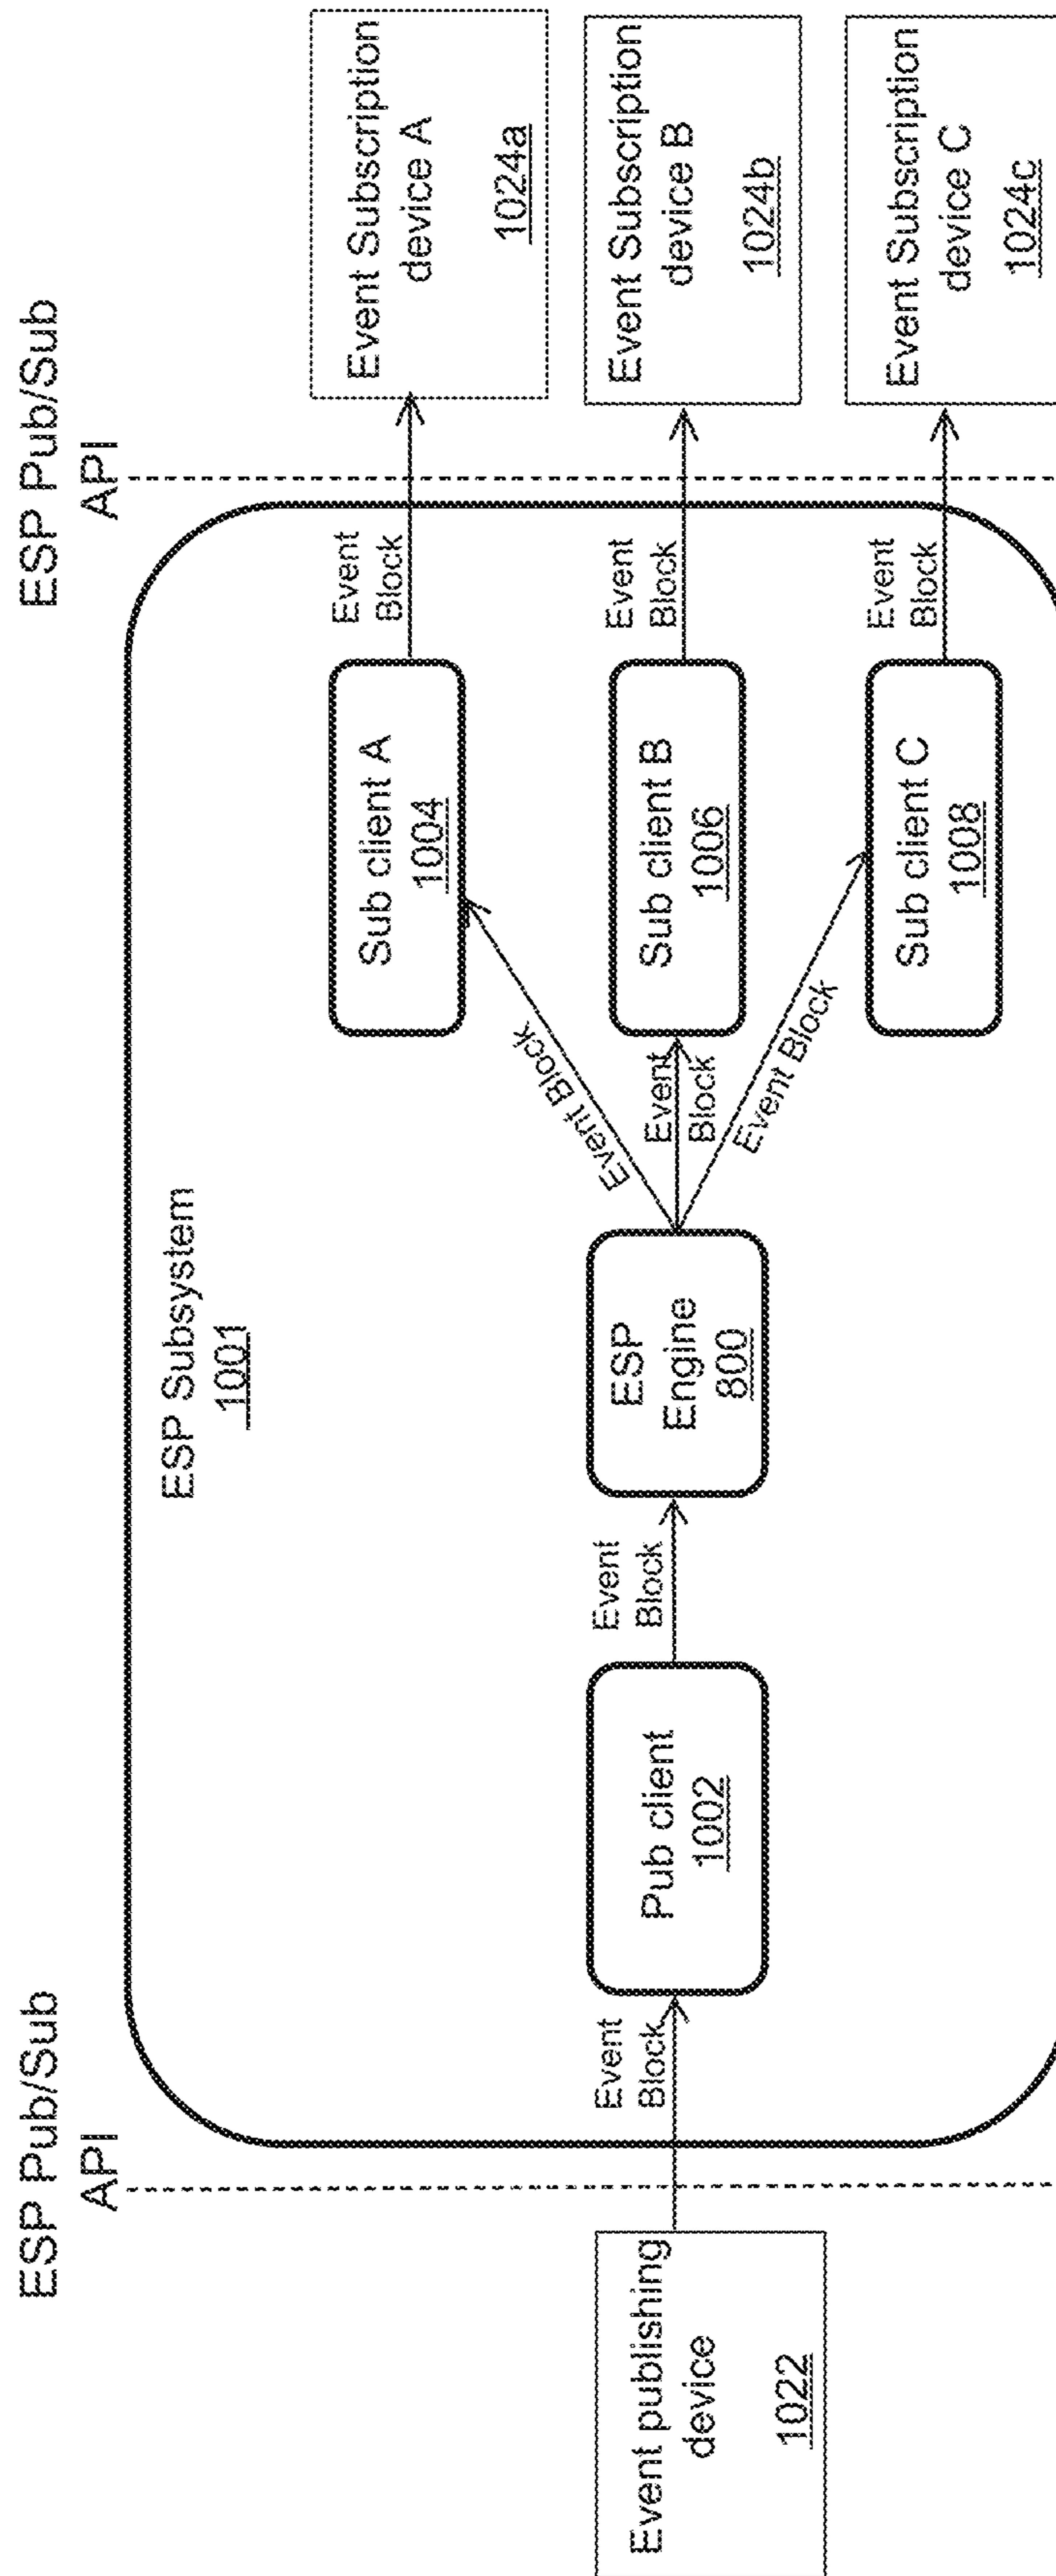 ESP Pub/Sub
API
ESP Pub/Sub
API
ESP Subsystem
1001
Event publishing
device
1022
Event
Block
Pub client
1002
Event
Block
ESP
Engine
800
Event Block
Event
Block
Event Block
Sub client A
1004
Sub client B
1006
Sub client C
1008
Event
Block
Event
Block
Event
Block
Event Subscription
device A
1024a
Event Subscription
device B
1024b
Event Subscription
device C
1024c